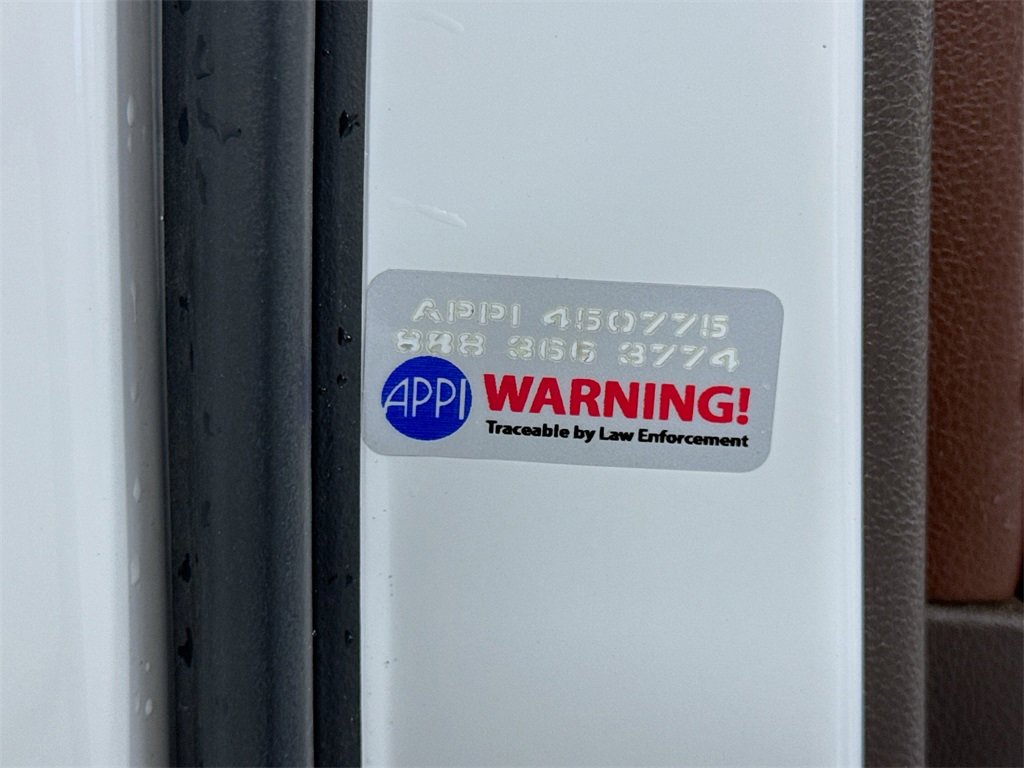 APPI 450775
888 366 3774
APPI WARNING!
Traceable by Law Enforcement